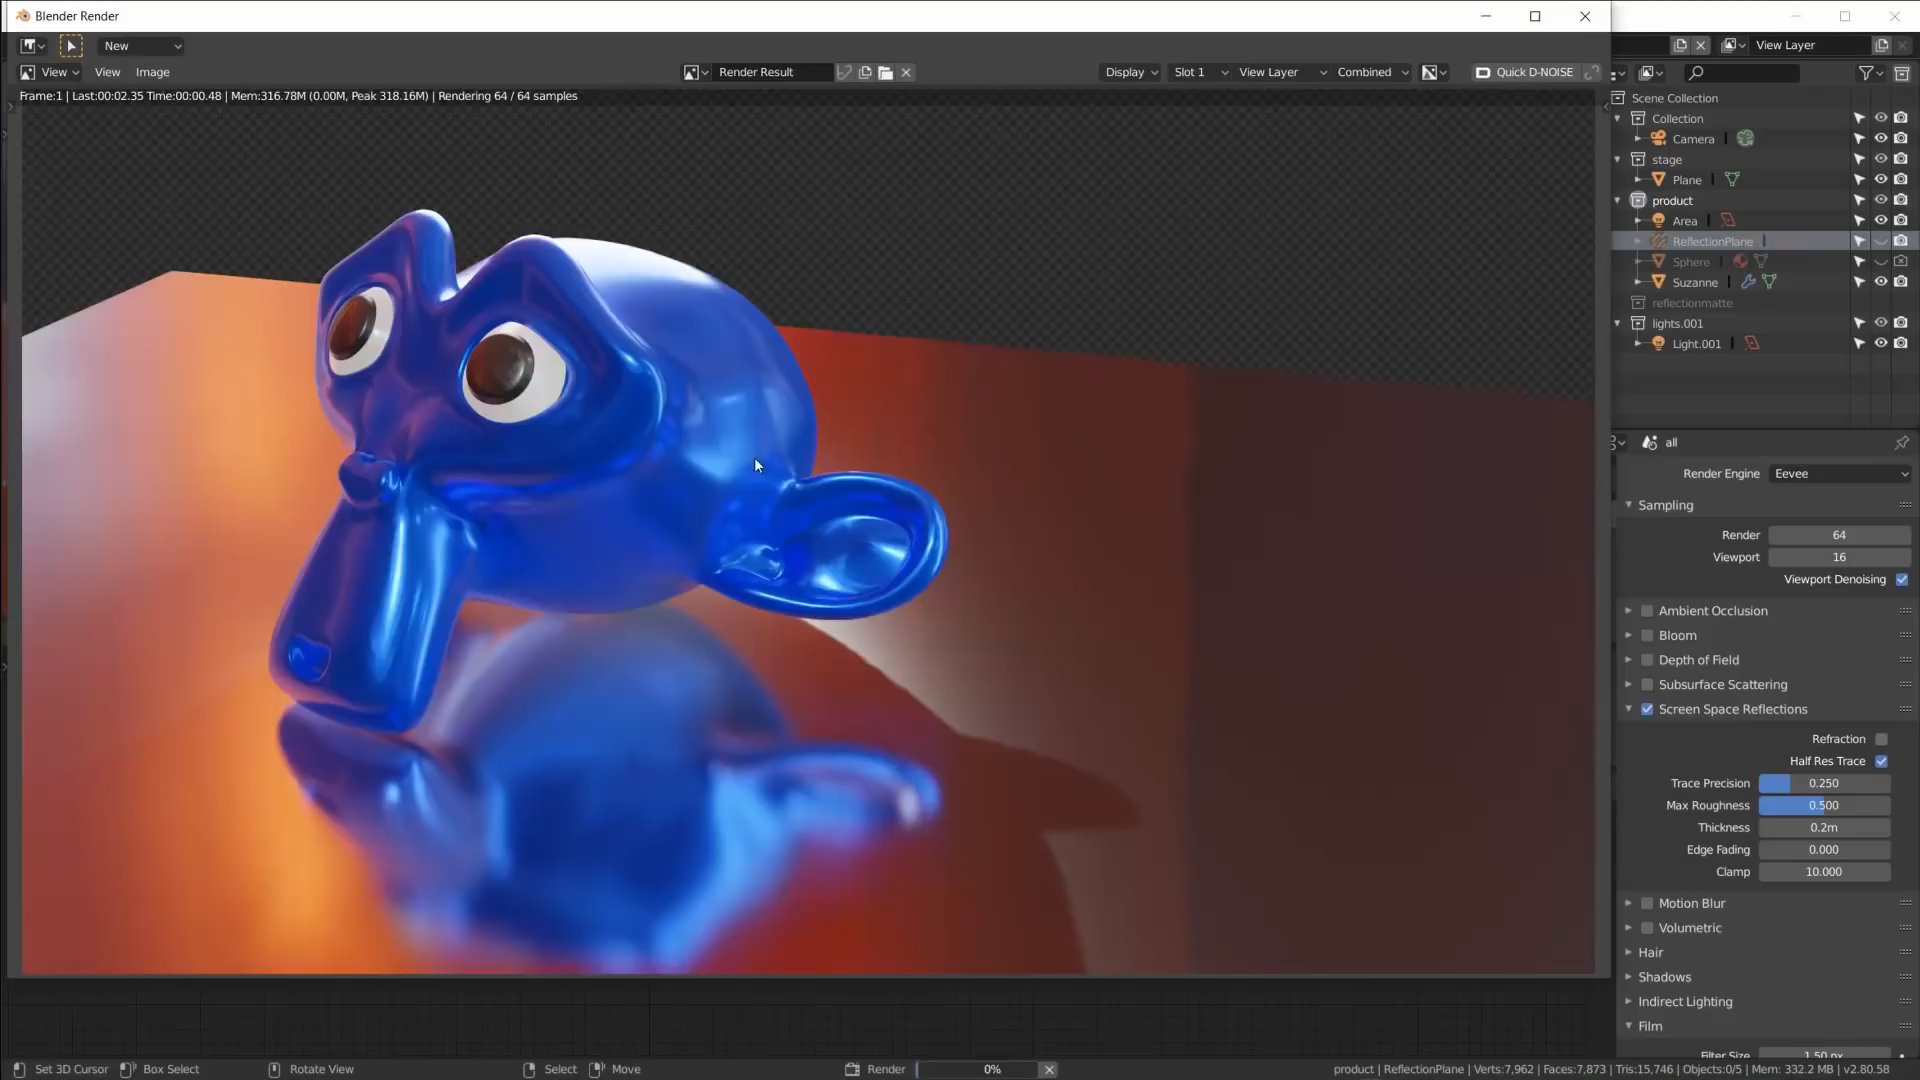 Blender Render
New
View
View
Image
Render Result
Display
Slot 1
View Layer
Combined
Quick D-NOISE
Frame:1 | Last:00:02.35 Time:00:00.48 | Mem:316.78M (0.00M, Peak 318.16M) | Rendering 64 / 64 samples
View Layer
Scene Collection
Collection
Camera
stage
Plane
product
Area
ReflectionPlane
Sphere
Suzanne
reflectionmatte
lights.001
Light.001
all
Render Engine Eevee
Sampling
Render 64
Viewport 16
Viewport Denoising
Ambient Occlusion
Bloom
Depth of Field
Subsurface Scattering
Screen Space Reflections
Refraction
Half Res Trace
Trace Precision 0.250
Max Roughness 0.500
Thickness 0.2m
Edge Fading 0.000
Clamp 10.000
Motion Blur
Volumetric
Hair
Shadows
Indirect Lighting
Film
Filter Size 1.50 px
Set 3D Cursor
Box Select
Rotate View
Select
Move
Render 0%
product | ReflectionPlane | Verts:7,962 | Faces:7,873 | Tris:15,746 | Objects:0/5 | Mem: 332.2 MB | v2.80.58